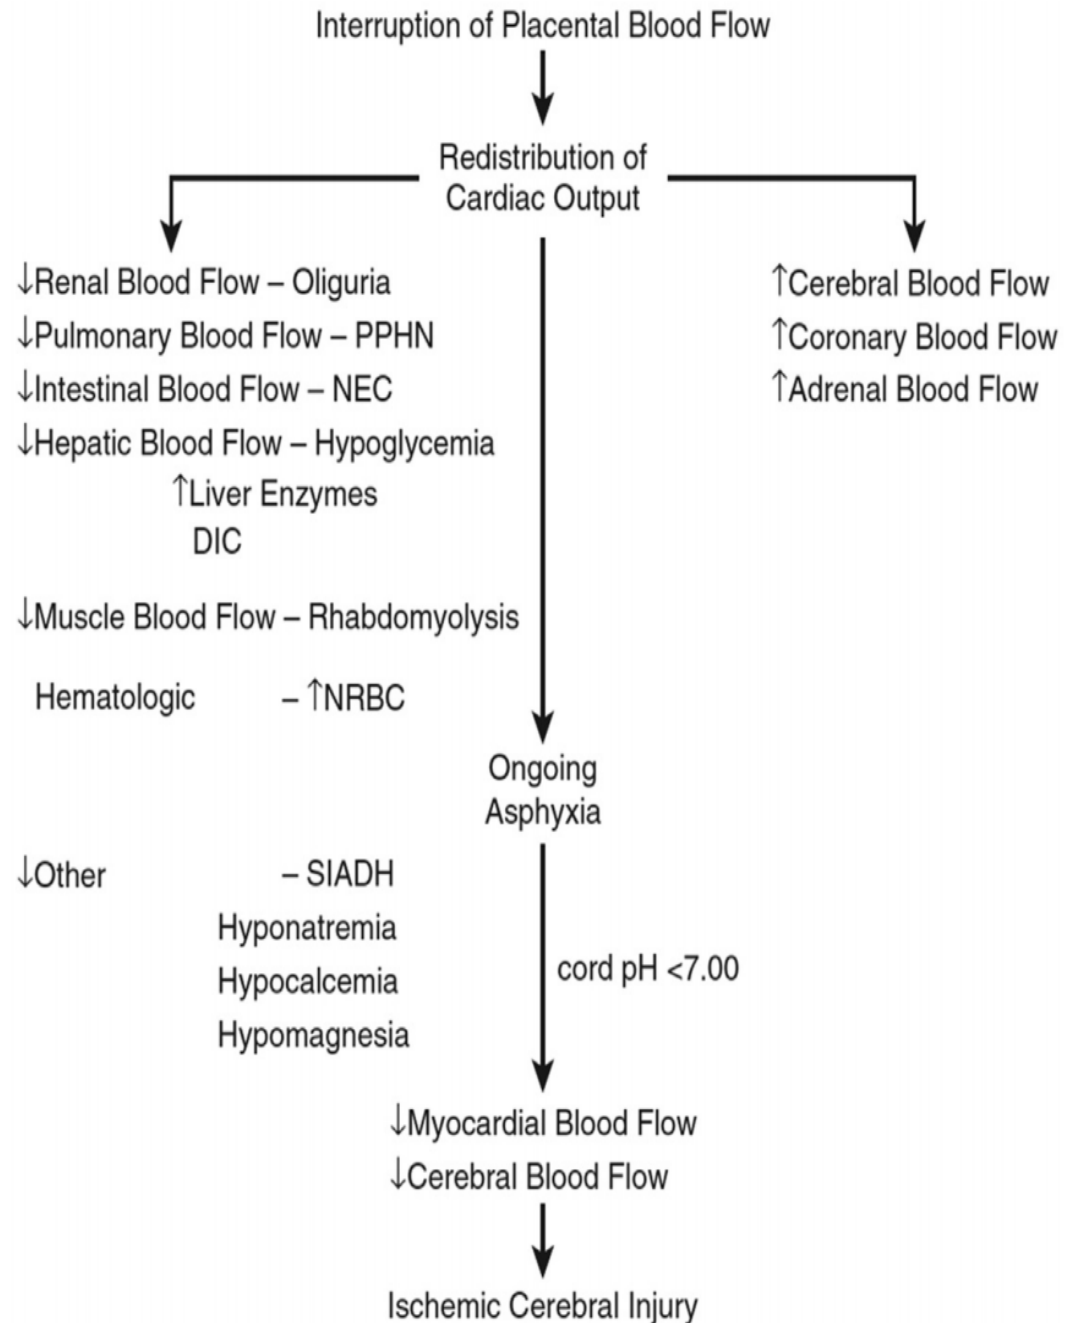 Interruption of Placental Blood Flow
Redistribution of
Cardiac Output
↓Renal Blood Flow – Oliguria
↓Pulmonary Blood Flow – PPHN
↓Intestinal Blood Flow – NEC
↓Hepatic Blood Flow – Hypoglycemia
↑Liver Enzymes
DIC
↓Muscle Blood Flow – Rhabdomyolysis
Hematologic – ↑NRBC
↑Cerebral Blood Flow
↑Coronary Blood Flow
↑Adrenal Blood Flow
Ongoing
Asphyxia
↓Other – SIADH
Hyponatremia
Hypocalcemia
Hypomagnesia
cord pH <7.00
↓Myocardial Blood Flow
↓Cerebral Blood Flow
Ischemic Cerebral Injury